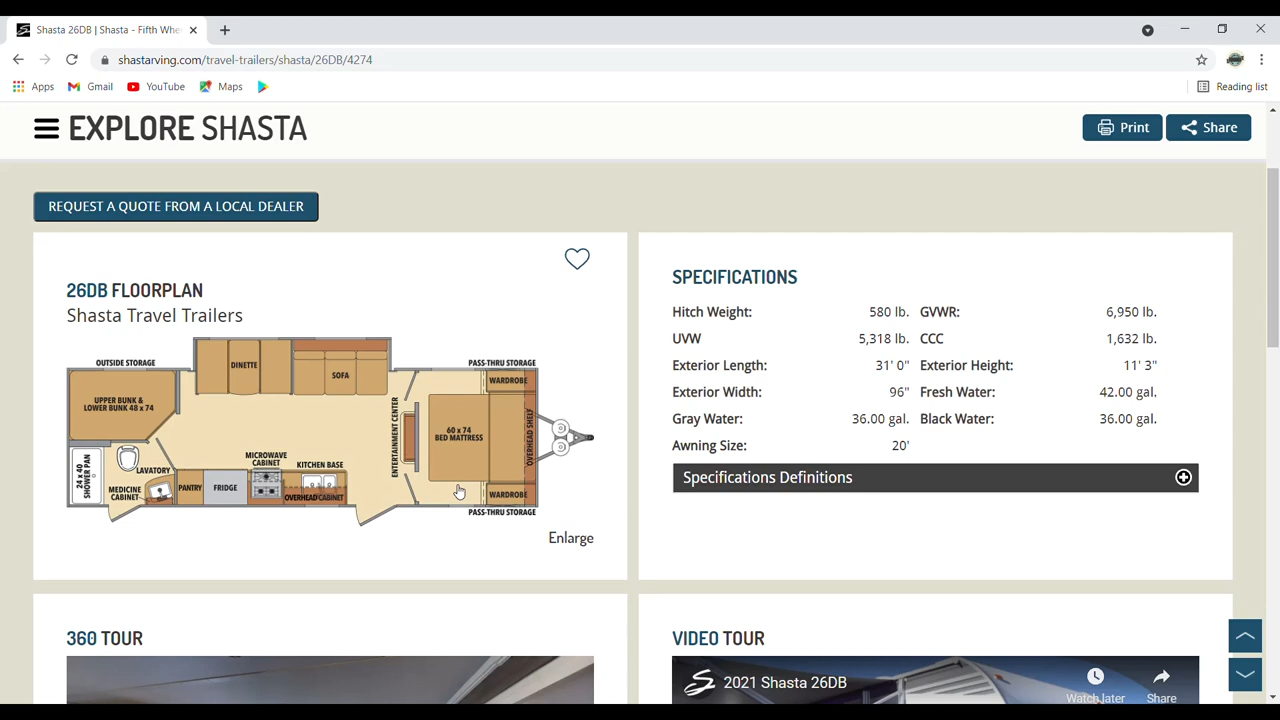 Shasta 26DB | Shasta - Fifth Whe
shastarving.com/travel-trailers/shasta/26DB/4274
Apps
Gmail
YouTube
Maps
Reading list
EXPLORE SHASTA
Print
Share
REQUEST A QUOTE FROM A LOCAL DEALER
26DB FLOORPLAN
Shasta Travel Trailers
OUTSIDE STORAGE
UPPER BUNK &
LOWER BUNK 48 x 74
DINETTE
SOFA
PASS-THRU STORAGE
WARDROBE
ENTERTAINMENT CENTER
60 x 74
BED MATTRESS
OVERHEAD SHELF
24 x 40
SHOWER PAN
LAVATORY
MEDICINE
CABINET
PANTRY
FRIDGE
MICROWAVE
CABINET
KITCHEN BASE
OVERHEAD CABINET
WARDROBE
PASS-THRU STORAGE
Enlarge
SPECIFICATIONS
Hitch Weight: 580 lb. GVWR: 6,950 lb.
UVW 5,318 lb. CCC 1,632 lb.
Exterior Length: 31' 0" Exterior Height: 11' 3"
Exterior Width: 96" Fresh Water: 42.00 gal.
Gray Water: 36.00 gal. Black Water: 36.00 gal.
Awning Size: 20'
Specifications Definitions
360 TOUR
VIDEO TOUR
2021 Shasta 26DB
Watch later
Share